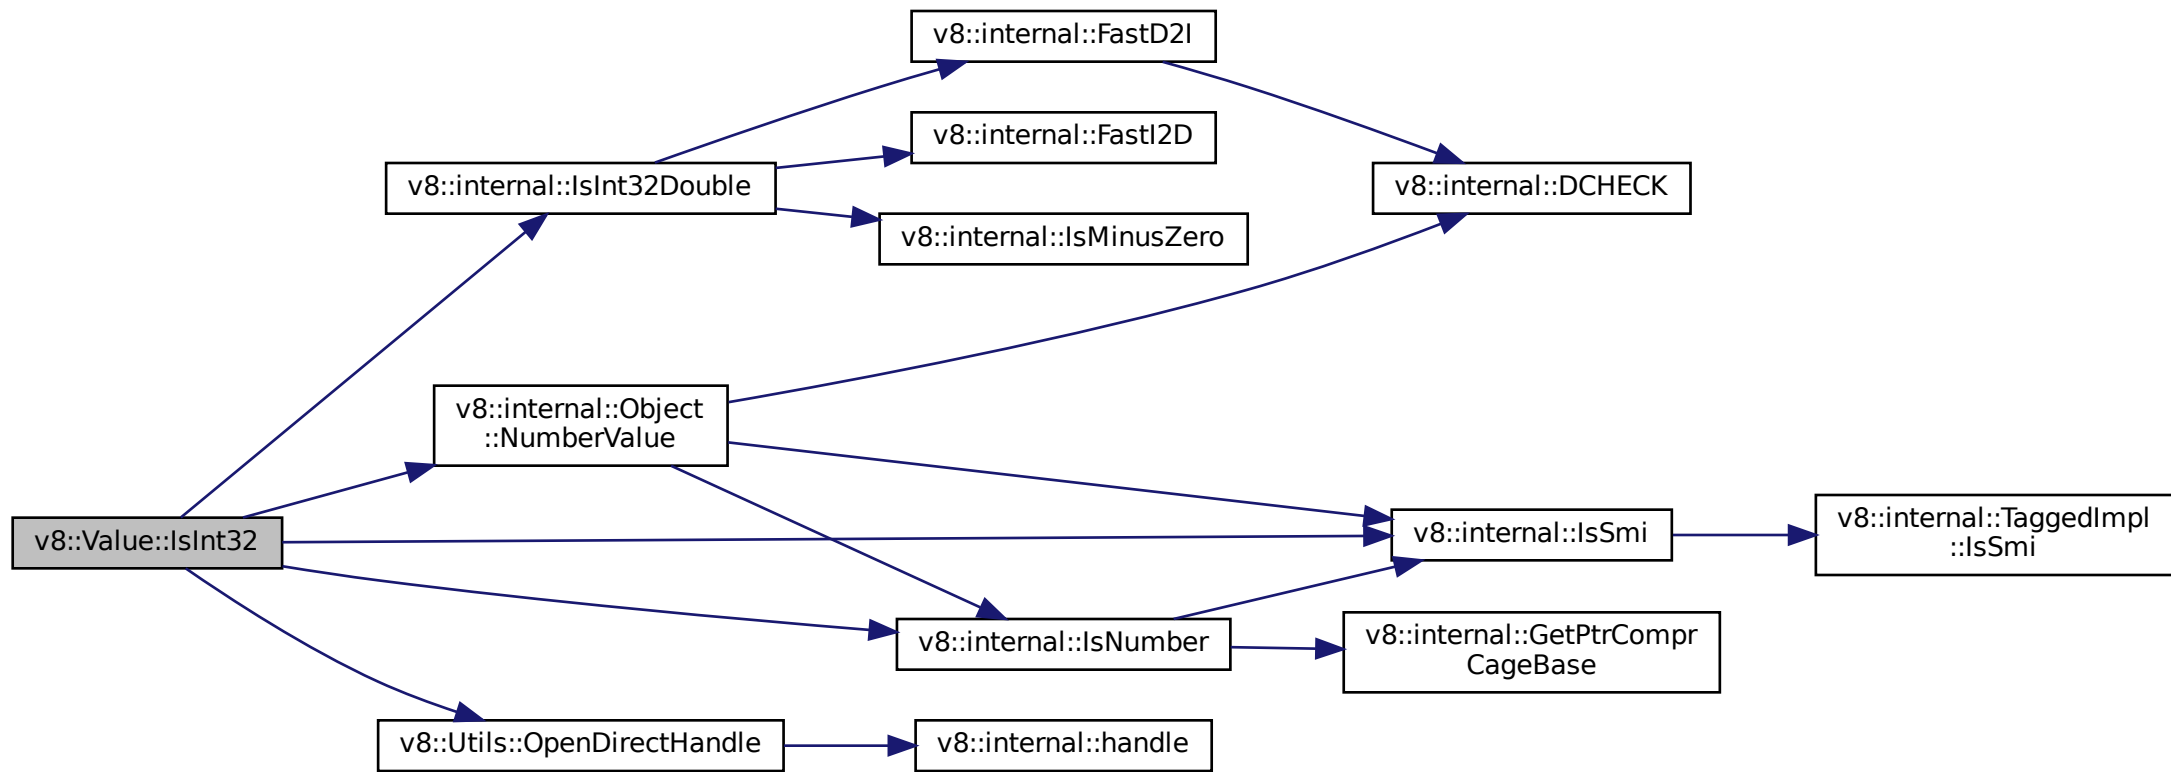 v8::internal::FastD2I
v8::internal::FastI2D
v8::internal::IsInt32Double
v8::internal::DCHECK
v8::internal::IsMinusZero
v8::internal::Object
::NumberValue
v8::Value::IsInt32
v8::internal::IsSmi
v8::internal::TaggedImpl
::IsSmi
v8::internal::IsNumber
v8::internal::GetPtrCompr
CageBase
v8::Utils::OpenDirectHandle
v8::internal::handle